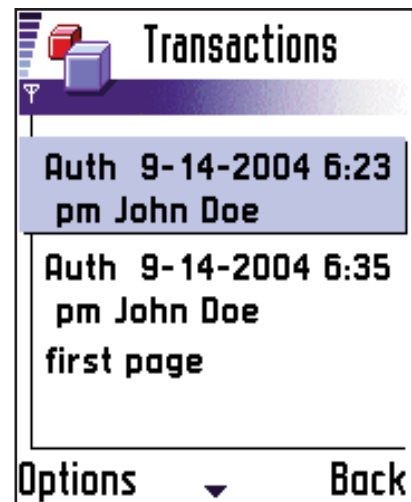 Transactions
Auth 9-14-2004 6:23
pm John Doe
Auth 9-14-2004 6:35
pm John Doe
first page
Options Back